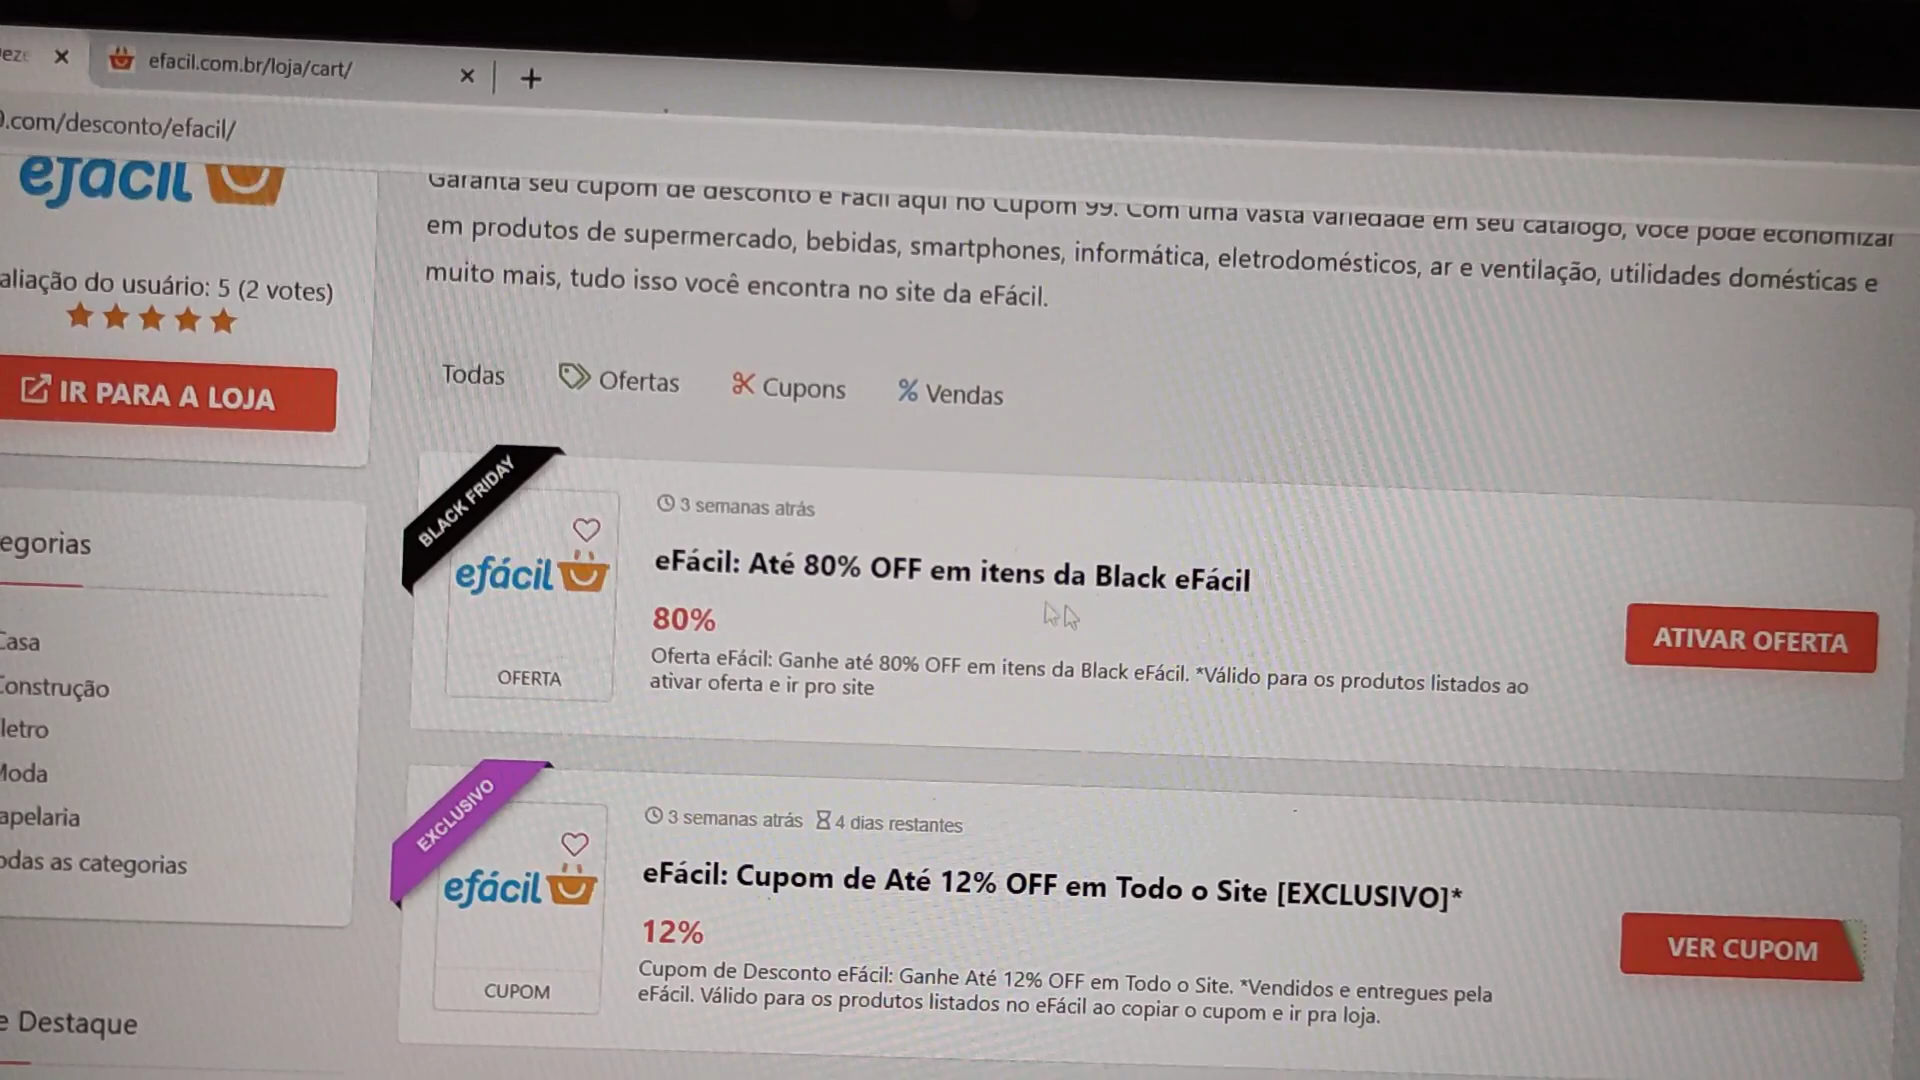 efacil.com.br/loja/cart/
.com/desconto/efacil/
efácil
Garanta seu cupom de desconto e Fácil aqui no Cupom 99. Com uma vasta variedade em seu catálogo, você pode economizar
em produtos de supermercado, bebidas, smartphones, informática, eletrodomésticos, ar e ventilação, utilidades domésticas e
muito mais, tudo isso você encontra no site da eFácil.
aliação do usuário: 5 (2 votes)
IR PARA A LOJA
Todas
Ofertas
Cupons
% Vendas
egorias
Casa
Construção
letro
Moda
apelaria
odas as categorias
e Destaque
BLACK FRIDAY
efácil
OFERTA
3 semanas atrás
eFácil: Até 80% OFF em itens da Black eFácil
80%
Oferta eFácil: Ganhe até 80% OFF em itens da Black eFácil. *Válido para os produtos listados ao
ativar oferta e ir pro site
ATIVAR OFERTA
EXCLUSIVO
efácil
CUPOM
3 semanas atrás 4 dias restantes
eFácil: Cupom de Até 12% OFF em Todo o Site [EXCLUSIVO]*
12%
Cupom de Desconto eFácil: Ganhe Até 12% OFF em Todo o Site. *Vendidos e entregues pela
eFácil. Válido para os produtos listados no eFácil ao copiar o cupom e ir pra loja.
VER CUPOM